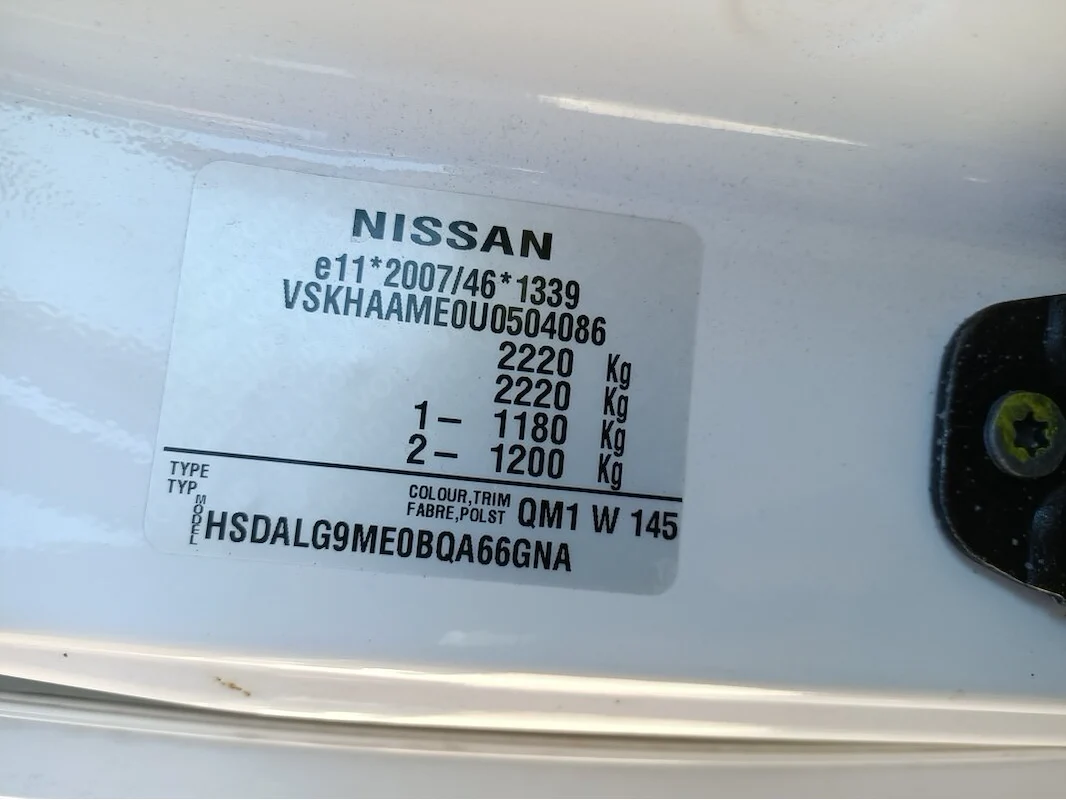 NISSAN
e11*2007/46*1339
VSKHAAME0U0504086
2220 Kg
2220 Kg
1- 1180 Kg
2- 1200 Kg
TYPE
TYP
COLOUR,TRIM
FABRE,POLST QM1 W 145
MODEL HSDALG9ME0BQA66GNA